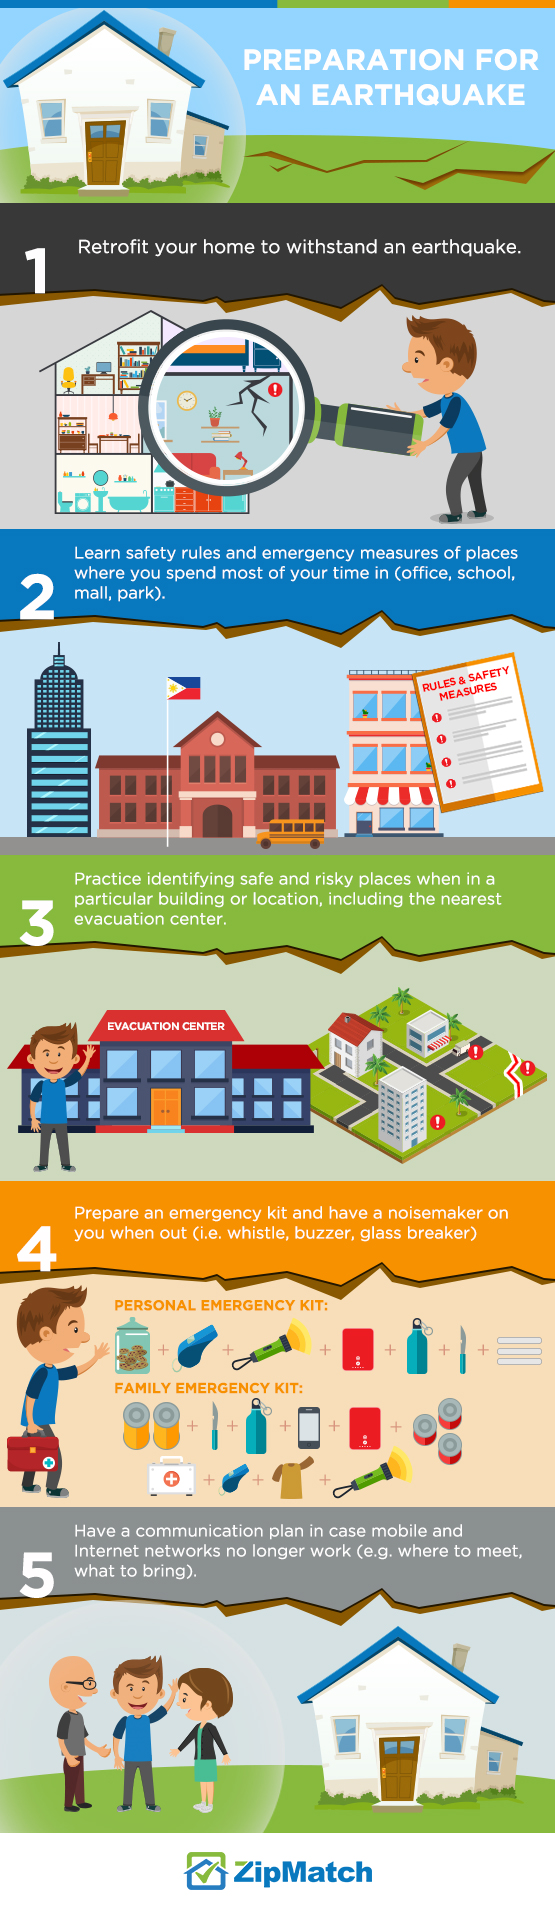 PREPARATION FOR
AN EARTHQUAKE
1
Retrofit your home to withstand an earthquake.
2
Learn safety rules and emergency measures of places
where you spend most of your time in (office, school,
mall, park).
RULES & SAFETY
MEASURES
3
Practice identifying safe and risky places when in a
particular building or location, including the nearest
evacuation center.
EVACUATION CENTER
4
Prepare an emergency kit and have a noisemaker on
you when out (i.e. whistle, buzzer, glass breaker)
PERSONAL EMERGENCY KIT:
FAMILY EMERGENCY KIT:
5
Have a communication plan in case mobile and
Internet networks no longer work (e.g. where to meet,
what to bring).
ZipMatch